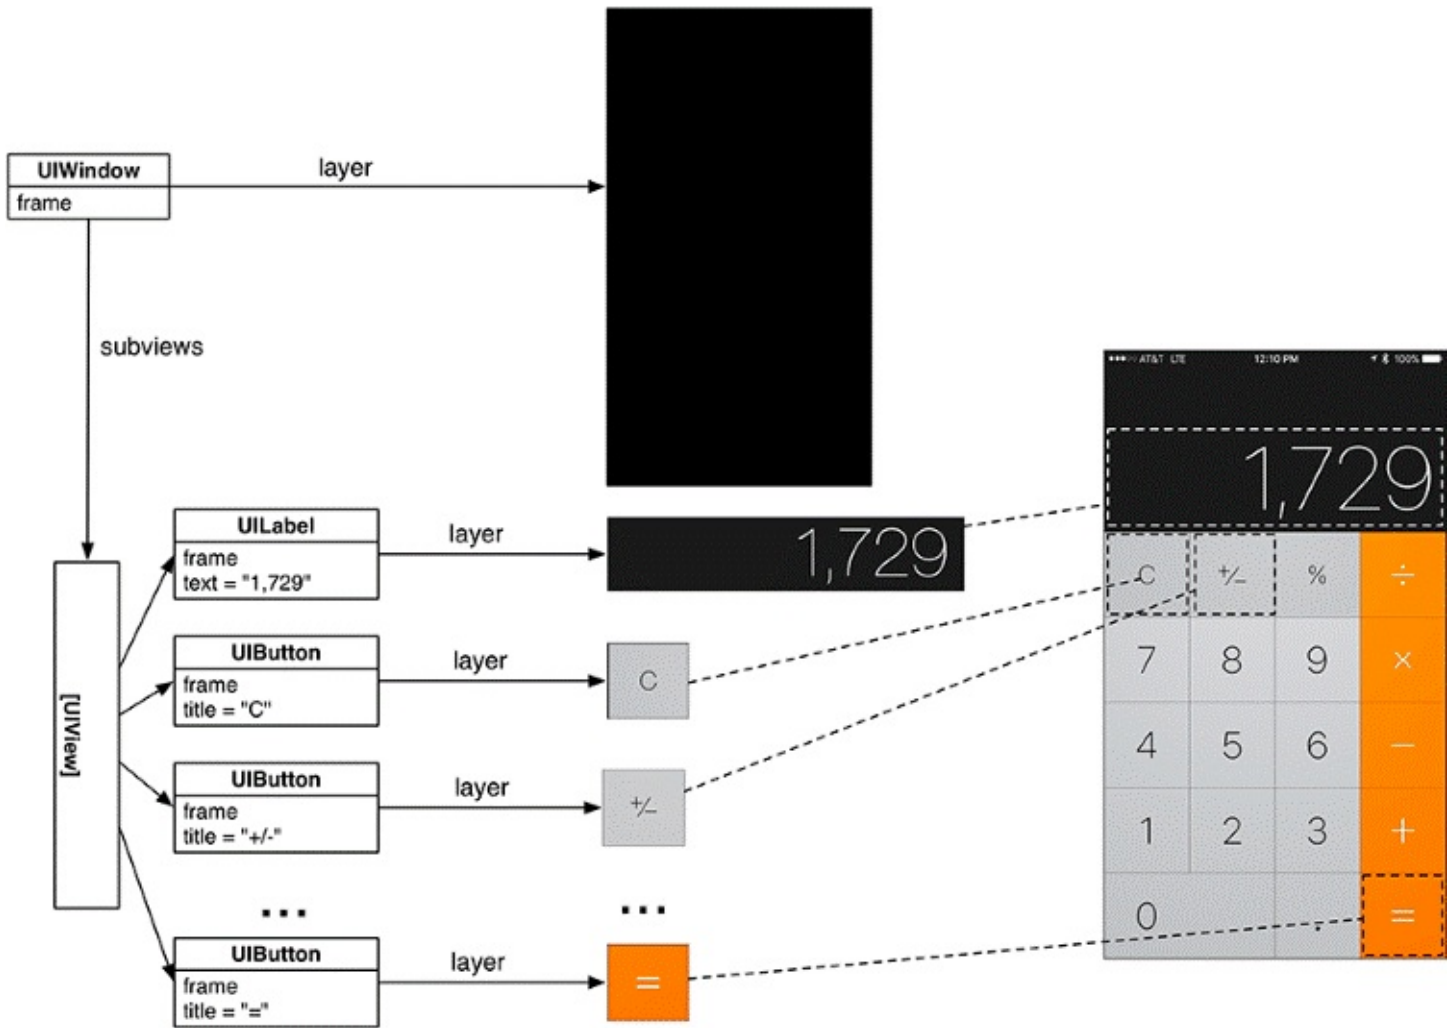 UIWindow
frame
layer
subviews
[UIView]
UILabel
frame
text = "1,729"
layer
1,729
UIButton
frame
title = "C"
layer
C
UIButton
frame
title = "+/-"
layer
+/−
...
...
UIButton
frame
title = "="
layer
=
AT&T LTE 12:10 PM 100%
1,729
C +/− % ÷
7 8 9 ×
4 5 6 −
1 2 3 +
0 . =